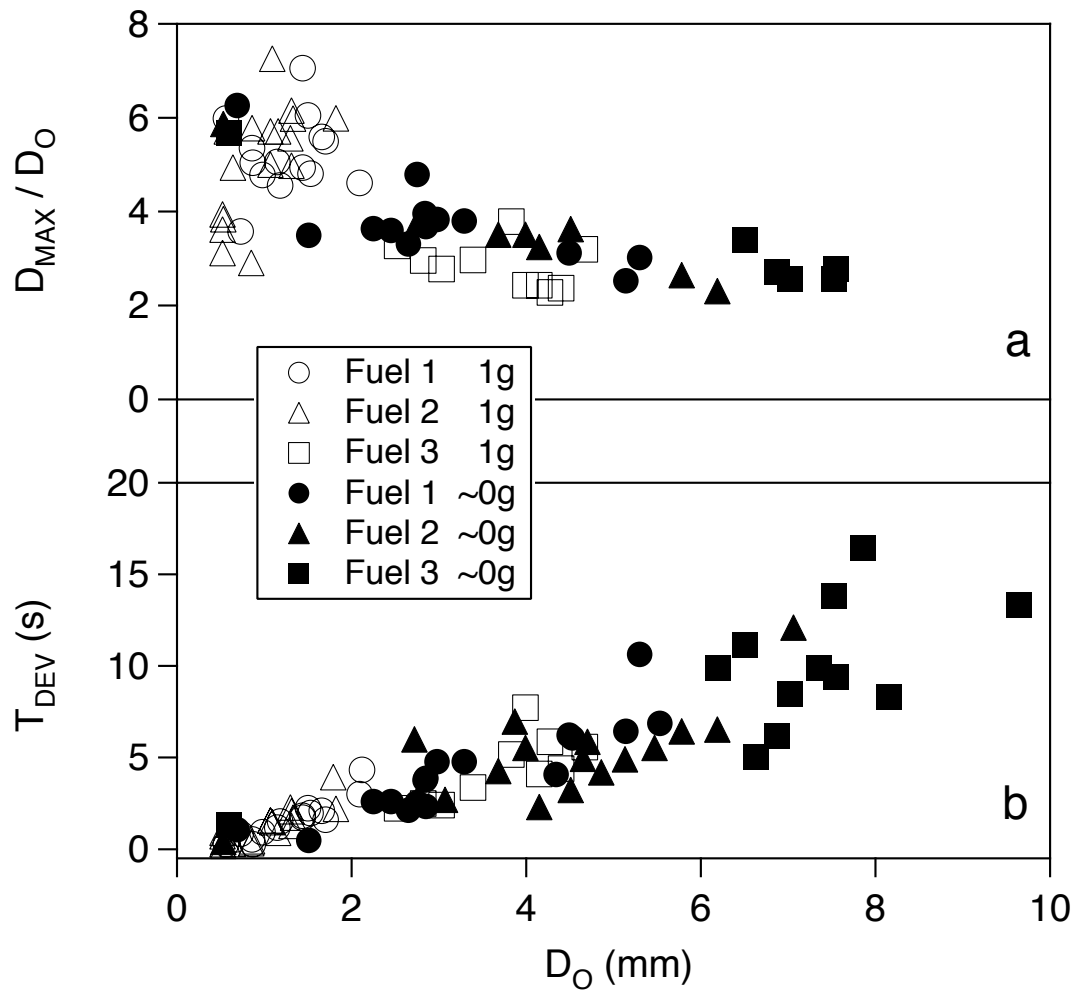 8
6
4
2
0
D_MAX / D_O
a
Fuel 1 1g
Fuel 2 1g
Fuel 3 1g
Fuel 1 ~0g
Fuel 2 ~0g
Fuel 3 ~0g
20
15
10
5
0
T_DEV (s)
b
0 2 4 6 8 10
D_O (mm)